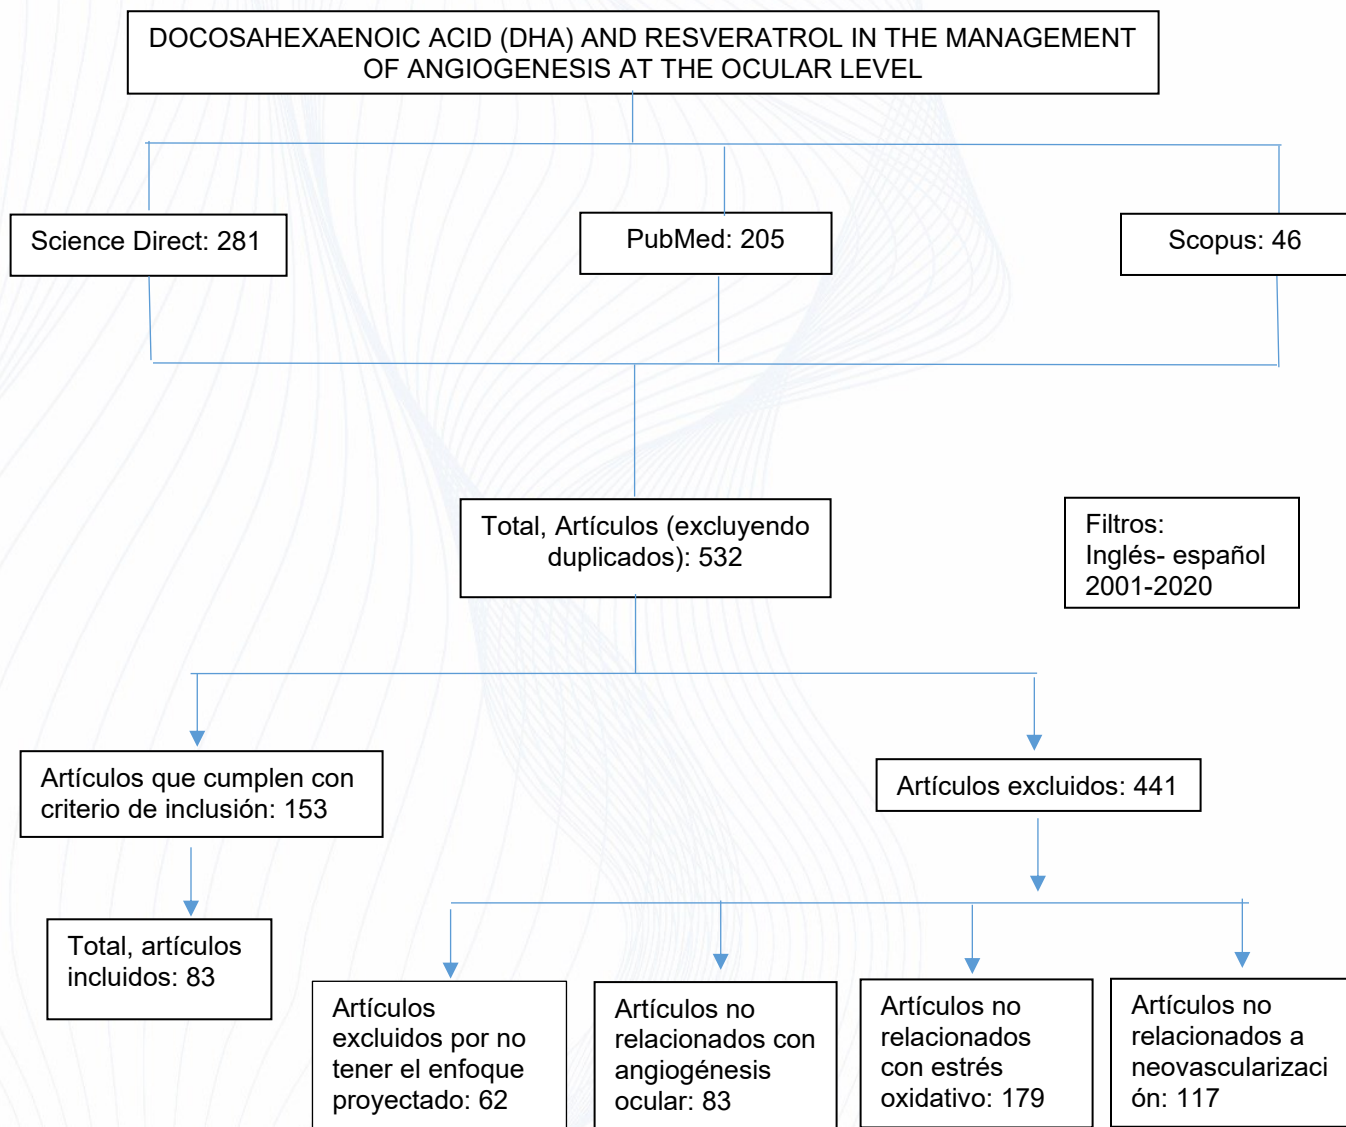 DOCOSAHEXAENOIC ACID (DHA) AND RESVERATROL IN THE MANAGEMENT
OF ANGIOGENESIS AT THE OCULAR LEVEL
Science Direct: 281
PubMed: 205
Scopus: 46
Total, Artículos (excluyendo
duplicados): 532
Filtros:
Inglés- español
2001-2020
Artículos que cumplen con
criterio de inclusión: 153
Artículos excluidos: 441
Total, artículos
incluidos: 83
Artículos
excluidos por no
tener el enfoque
proyectado: 62
Artículos no
relacionados con
angiogénesis
ocular: 83
Artículos no
relacionados
con estrés
oxidativo: 179
Artículos no
relacionados a
neovascularizaci
ón: 117